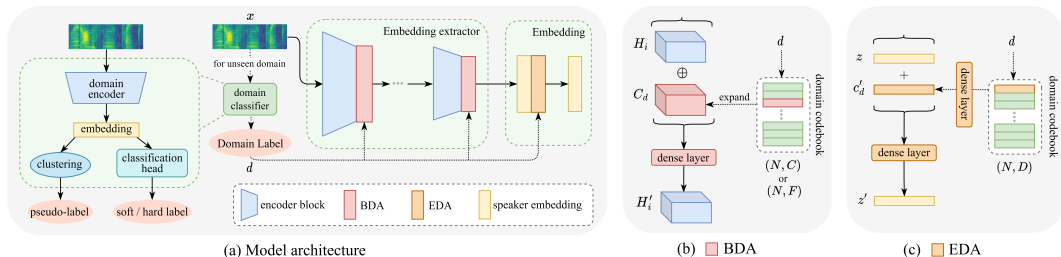 x
for unseen domain
domain
encoder
embedding
clustering
classification
head
pseudo-label
soft / hard label
domain
classifier
Domain Label
d
Embedding extractor
Embedding
encoder block
BDA
EDA
speaker embedding
(a) Model architecture
H_i
⊕
C_d
dense layer
H'_i
d
expand
domain codebook
(N, C)
or
(N, F)
(b) BDA
z
+
c'_d
dense layer
z'
dense layer
d
domain codebook
(N, D)
(c) EDA